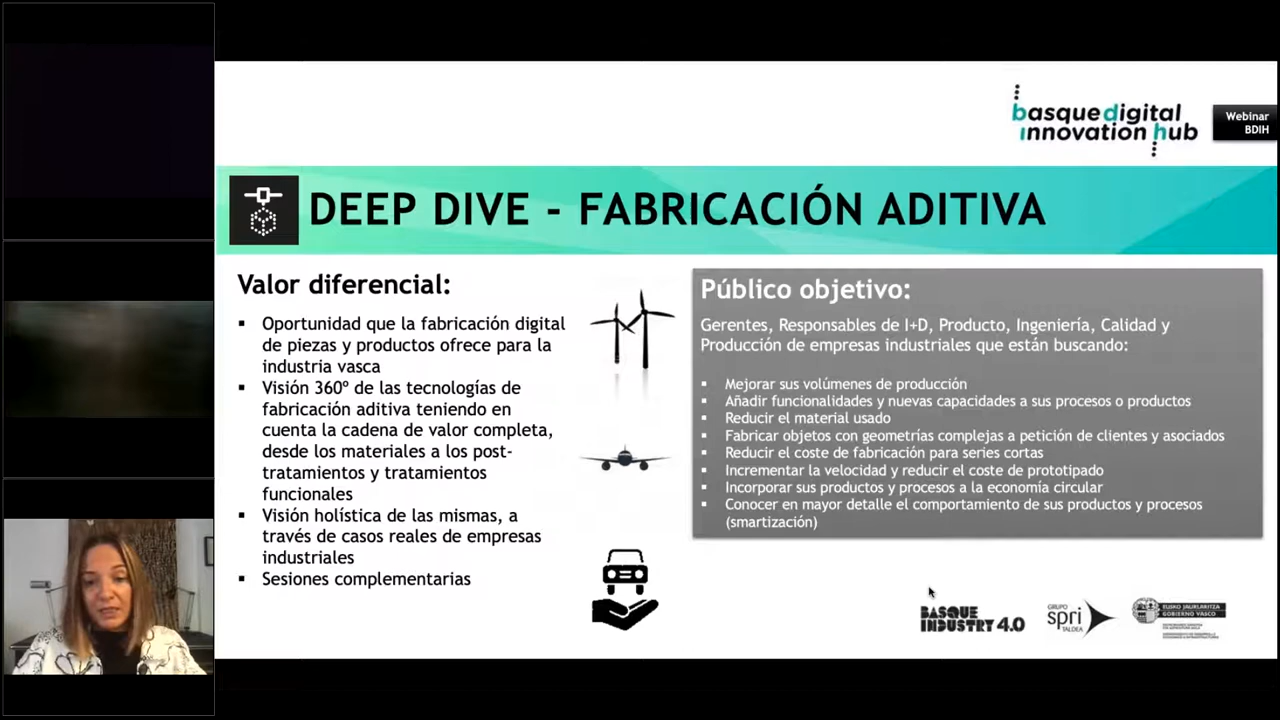 basque digital
innovation hub
Webinar
BDIH
DEEP DIVE - FABRICACIÓN ADITIVA
Valor diferencial:
▪ Oportunidad que la fabricación digital
de piezas y productos ofrece para la
industria vasca
▪ Visión 360º de las tecnologías de
fabricación aditiva teniendo en
cuenta la cadena de valor completa,
desde los materiales a los post-
tratamientos y tratamientos
funcionales
▪ Visión holística de las mismas, a
través de casos reales de empresas
industriales
▪ Sesiones complementarias
Público objetivo:
Gerentes, Responsables de I+D, Producto, Ingeniería, Calidad y
Producción de empresas industriales que están buscando:
▪ Mejorar sus volúmenes de producción
▪ Añadir funcionalidades y nuevas capacidades a sus procesos o productos
▪ Reducir el material usado
▪ Fabricar objetos con geometrías complejas a petición de clientes y asociados
▪ Reducir el coste de fabricación para series cortas
▪ Incrementar la velocidad y reducir el coste de prototipado
▪ Incorporar sus productos y procesos a la economía circular
▪ Conocer en mayor detalle el comportamiento de sus productos y procesos
(smartización)
BASQUE
INDUSTRY 4.0
GRUPO
spri
TALDEA
EUSKO JAURLARITZA
GOBIERNO VASCO